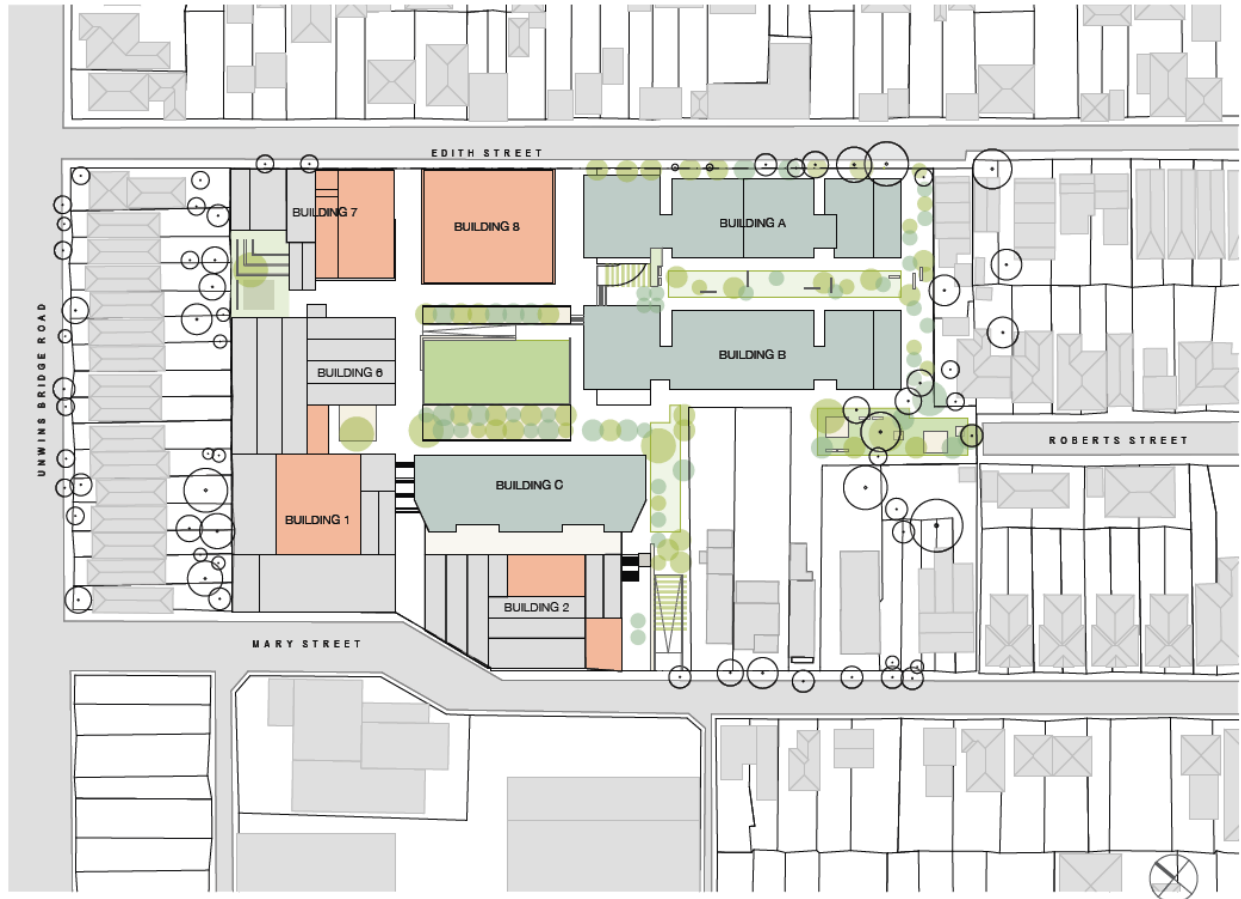 EDITH STREET
BUILDING 7
BUILDING 8
BUILDING A
UNWINS BRIDGE ROAD
BUILDING 6
BUILDING B
ROBERTS STREET
BUILDING C
BUILDING 1
BUILDING 2
MARY STREET